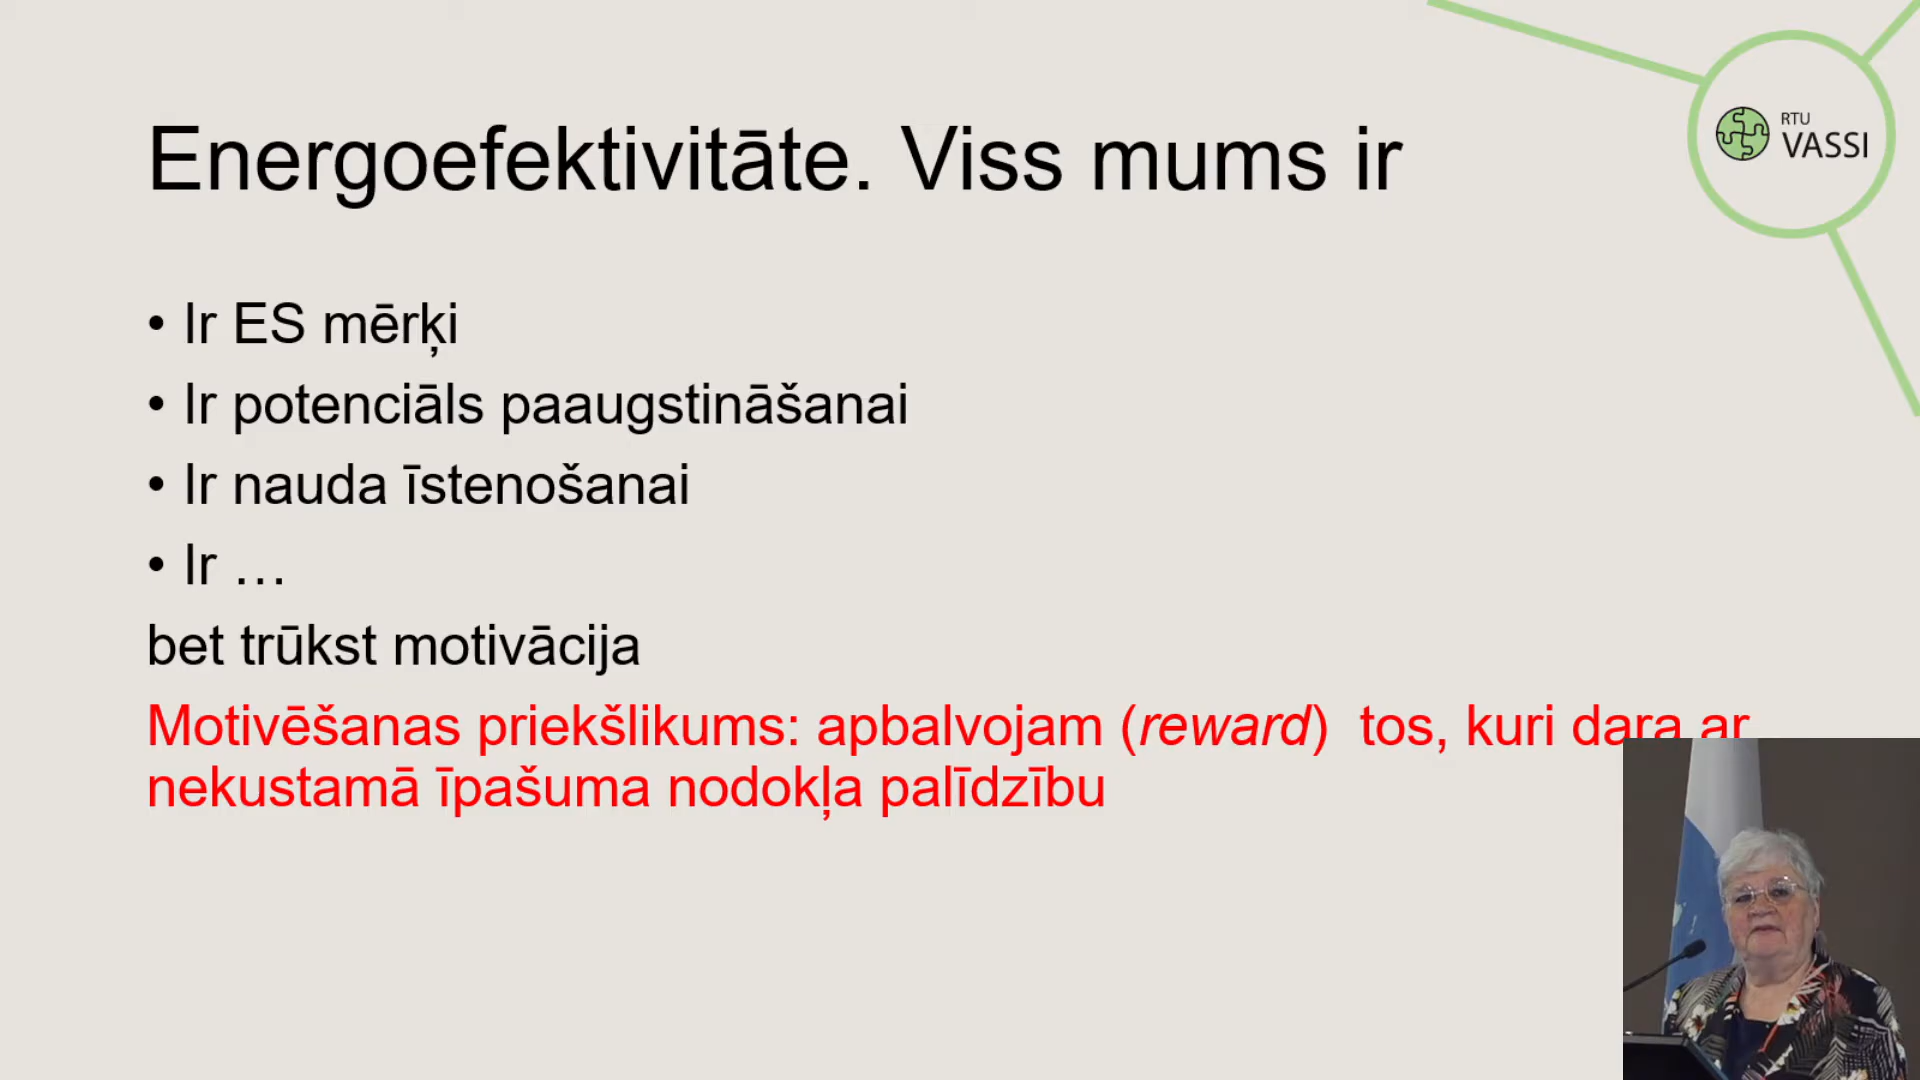 RTU
VASSI
Energoefektivitāte. Viss mums ir
• Ir ES mērķi
• Ir potenciāls paaugstināšanai
• Ir nauda īstenošanai
• Ir …
bet trūkst motivācija
Motivēšanas priekšlikums: apbalvojam (reward) tos, kuri dara ar
nekustamā īpašuma nodokļa palīdzību